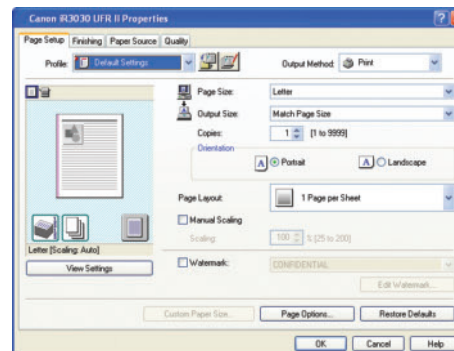 Canon iR3030 UFR II Properties
Page Setup Finishing Paper Source Quality
Profile: Default Settings Output Method: Print
Page Size: Letter
Output Size: Match Page Size
Copies: 1 [1 to 9999]
Orientation
A Portrait A Landscape
Page Layout: 1 Page per Sheet
Manual Scaling
Scaling: 100 % [25 to 200]
Letter [Scaling: Auto]
View Settings Watermark: CONFIDENTIAL
Edit Watermark...
Custom Paper Size... Page Options... Restore Defaults
OK Cancel Help